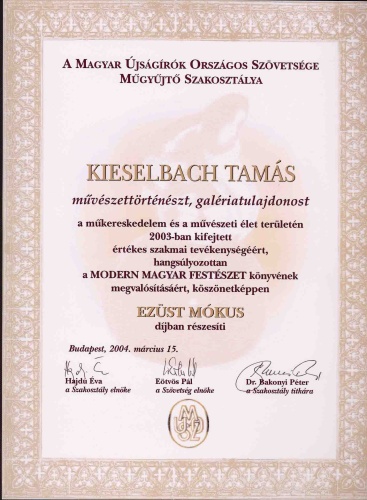 A MAGYAR ÚJSÁGÍRÓK ORSZÁGOS SZÖVETSÉGE
MŰGYŰJTŐ SZAKOSZTÁLYA
KIESELBACH TAMÁS
művészettörténészt, galériatulajdonost
a műkereskedelem és a művészeti élet területén
2003-ban kifejtett
értékes szakmai tevékenységéért,
hangsúlyozottan
a MODERN MAGYAR FESTÉSZET könyvének
megvalósításáért, köszönetképpen
EZÜST MÓKUS
díjban részesíti
Budapest, 2004. március 15.
Hajdú Éva
a Szakosztály elnöke
Eötvös Pál
a Szövetség elnöke
Dr. Bakonyi Péter
a Szakosztály titkára